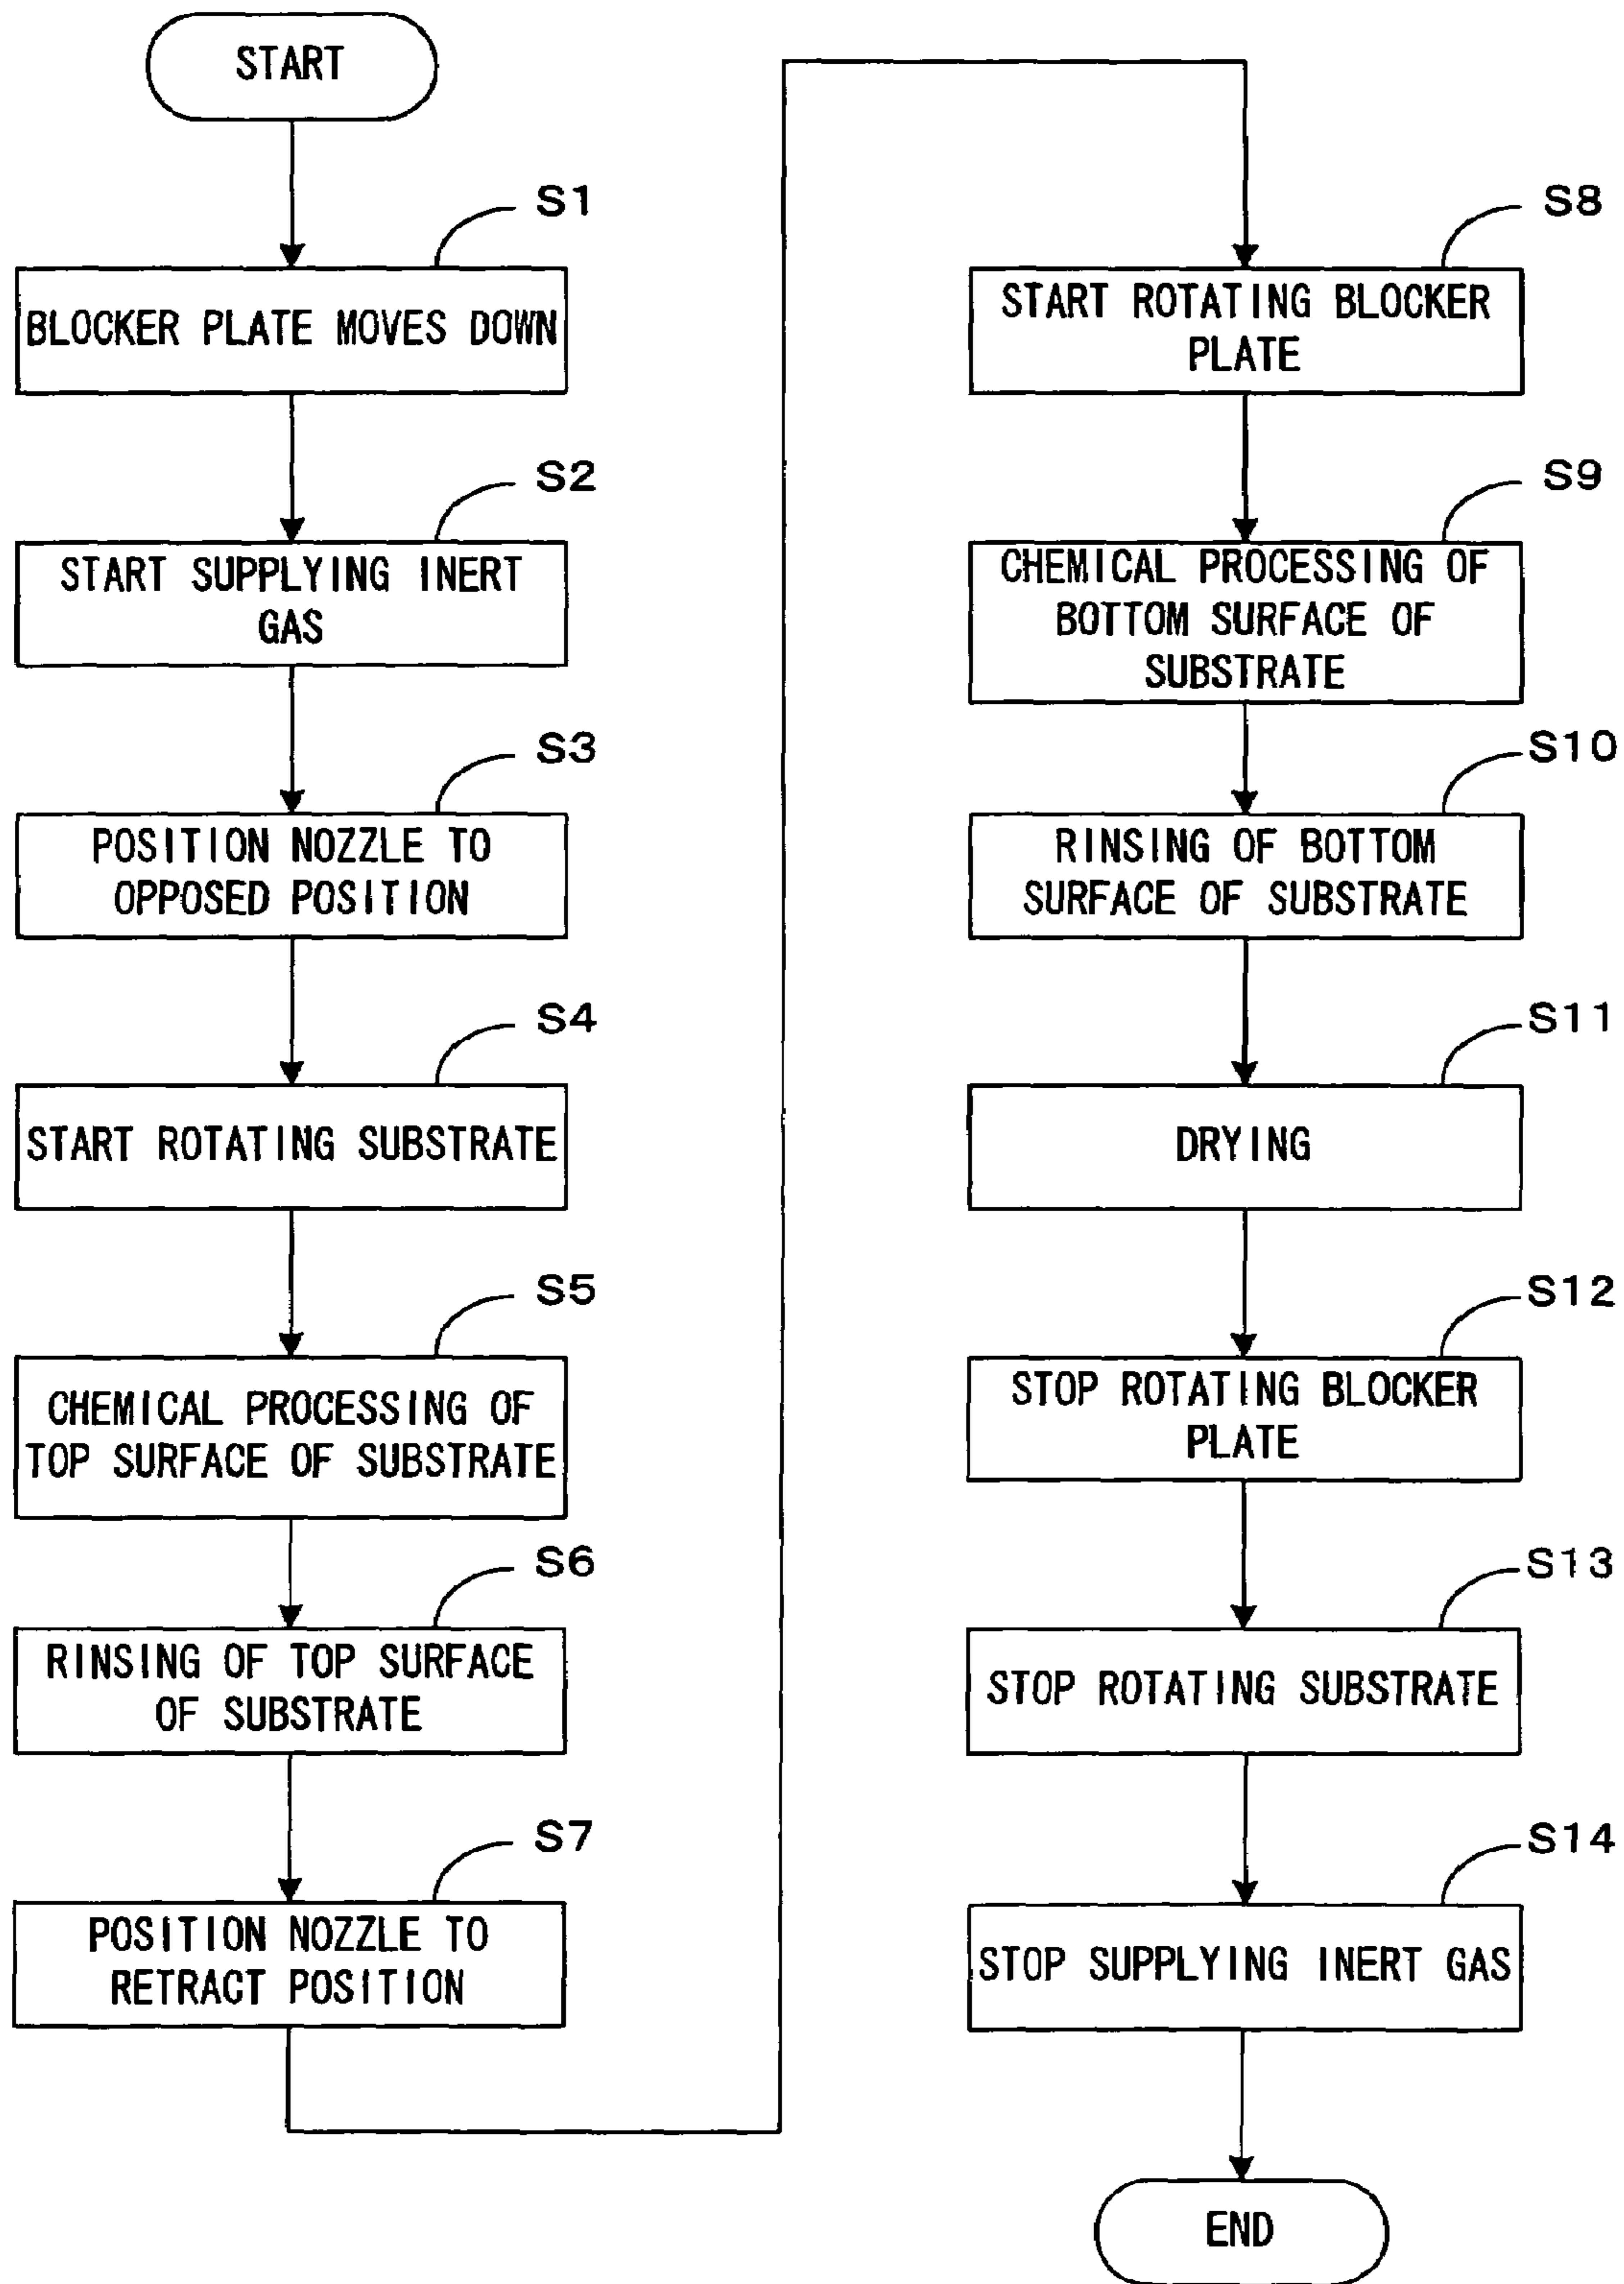 START
S1
BLOCKER PLATE MOVES DOWN
S2
START SUPPLYING INERT
GAS
S3
POSITION NOZZLE TO
OPPOSED POSITION
S4
START ROTATING SUBSTRATE
S5
CHEMICAL PROCESSING OF
TOP SURFACE OF SUBSTRATE
S6
RINSING OF TOP SURFACE
OF SUBSTRATE
S7
POSITION NOZZLE TO
RETRACT POSITION
S8
START ROTATING BLOCKER
PLATE
S9
CHEMICAL PROCESSING OF
BOTTOM SURFACE OF
SUBSTRATE
S10
RINSING OF BOTTOM
SURFACE OF SUBSTRATE
S11
DRYING
S12
STOP ROTATING BLOCKER
PLATE
S13
STOP ROTATING SUBSTRATE
S14
STOP SUPPLYING INERT GAS
END